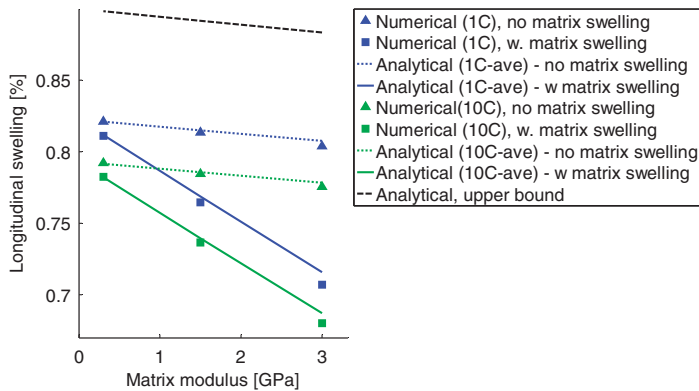 Longitudinal swelling [%]
0.85
0.8
0.75
0.7
0
1
2
3
Matrix modulus [GPa]
Numerical (1C), no matrix swelling
Numerical (1C), w. matrix swelling
Analytical (1C-ave) - no matrix swelling
Analytical (1C-ave) - w matrix swelling
Numerical(10C), no matrix swelling
Numerical (10C), w. matrix swelling
Analytical (10C-ave) - no matrix swelling
Analytical (10C-ave) - w matrix swelling
Analytical, upper bound